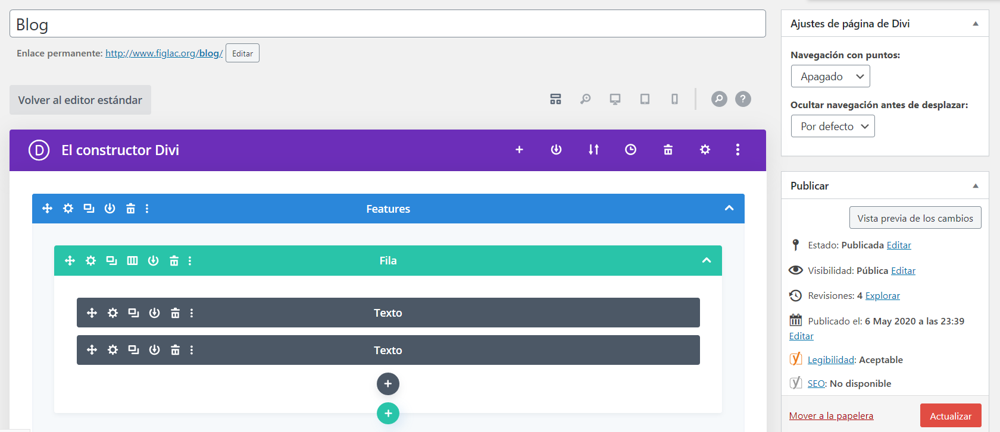 Blog
Enlace permanente: http://www.figlac.org/blog/ Editar
Volver al editor estándar
?
D El constructor Divi
Features
Fila
Texto
Texto
Ajustes de página de Divi
Navegación con puntos:
Apagado
Ocultar navegación antes de desplazar:
Por defecto
Publicar
Vista previa de los cambios
Estado: Publicada Editar
Visibilidad: Pública Editar
Revisiones: 4 Explorar
Publicado el: 6 May 2020 a las 23:39
Editar
Legibilidad: Aceptable
SEO: No disponible
Mover a la papelera
Actualizar